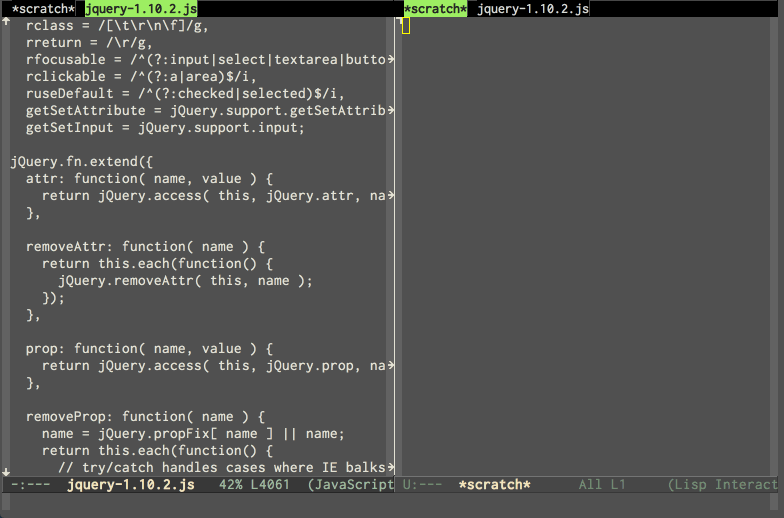 *scratch* jquery-1.10.2.js
rclass = /[\t\r\n\f]/g,
rreturn = /\r/g,
rfocusable = /^(?:input|select|textarea|butto
rclickable = /^(?:a|area)$/i,
ruseDefault = /^(?:checked|selected)$/i,
getSetAttribute = jQuery.support.getSetAttrib
getSetInput = jQuery.support.input;
jQuery.fn.extend({
attr: function( name, value ) {
return jQuery.access( this, jQuery.attr, na
},
removeAttr: function( name ) {
return this.each(function() {
jQuery.removeAttr( this, name );
});
},
prop: function( name, value ) {
return jQuery.access( this, jQuery.prop, na
},
removeProp: function( name ) {
name = jQuery.propFix[ name ] || name;
return this.each(function() {
// try/catch handles cases where IE balks
-:--- jquery-1.10.2.js 42% L4061 (JavaScript
*scratch* jquery-1.10.2.js
U:--- *scratch* All L1 (Lisp Interact